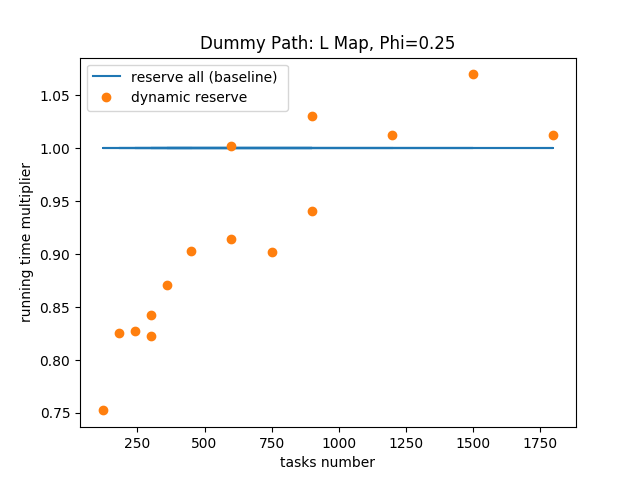 Dummy Path: L Map, Phi=0.25
reserve all (baseline)
dynamic reserve
running time multiplier
1.05
1.00
0.95
0.90
0.85
0.80
0.75
250
500
750
1000
1250
1500
1750
tasks number